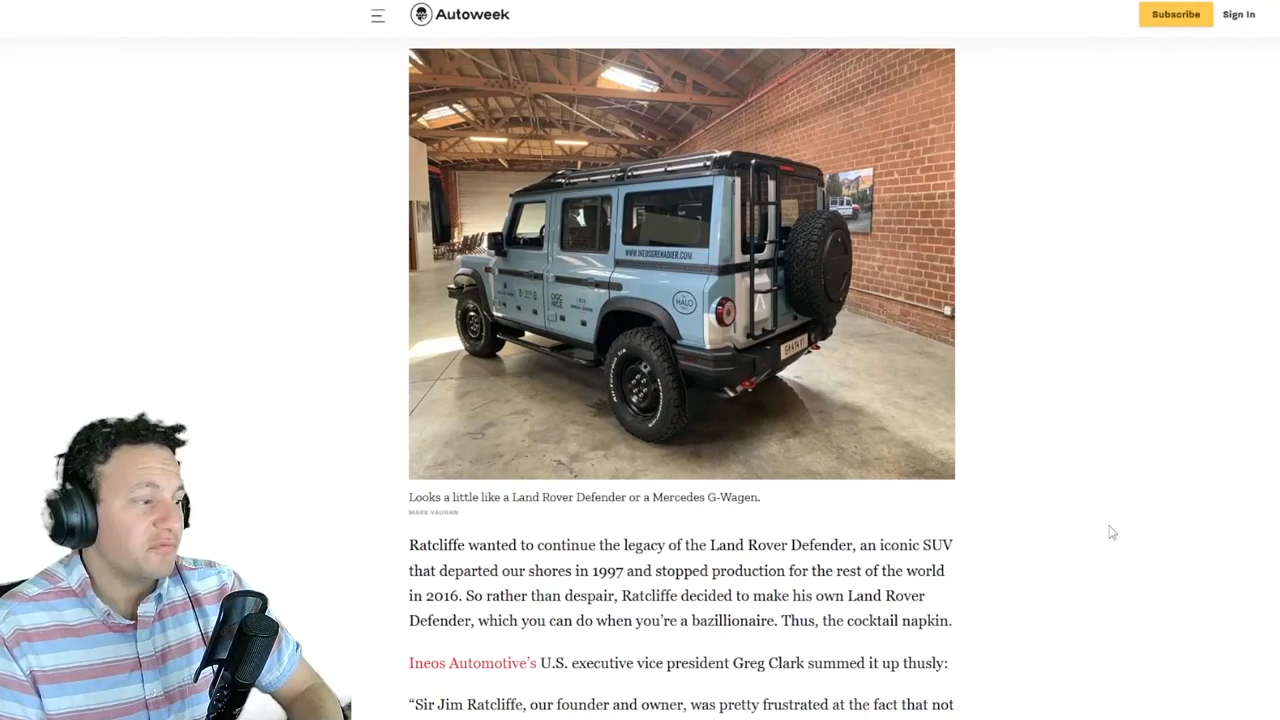 Autoweek
Subscribe
Sign In
WWW.INEOSGRENADIER.COM
HALO
Looks a little like a Land Rover Defender or a Mercedes G-Wagen.
MARK VAUGHN
Ratcliffe wanted to continue the legacy of the Land Rover Defender, an iconic SUV
that departed our shores in 1997 and stopped production for the rest of the world
in 2016. So rather than despair, Ratcliffe decided to make his own Land Rover
Defender, which you can do when you’re a bazillionaire. Thus, the cocktail napkin.
Ineos Automotive’s U.S. executive vice president Greg Clark summed it up thusly:
“Sir Jim Ratcliffe, our founder and owner, was pretty frustrated at the fact that not